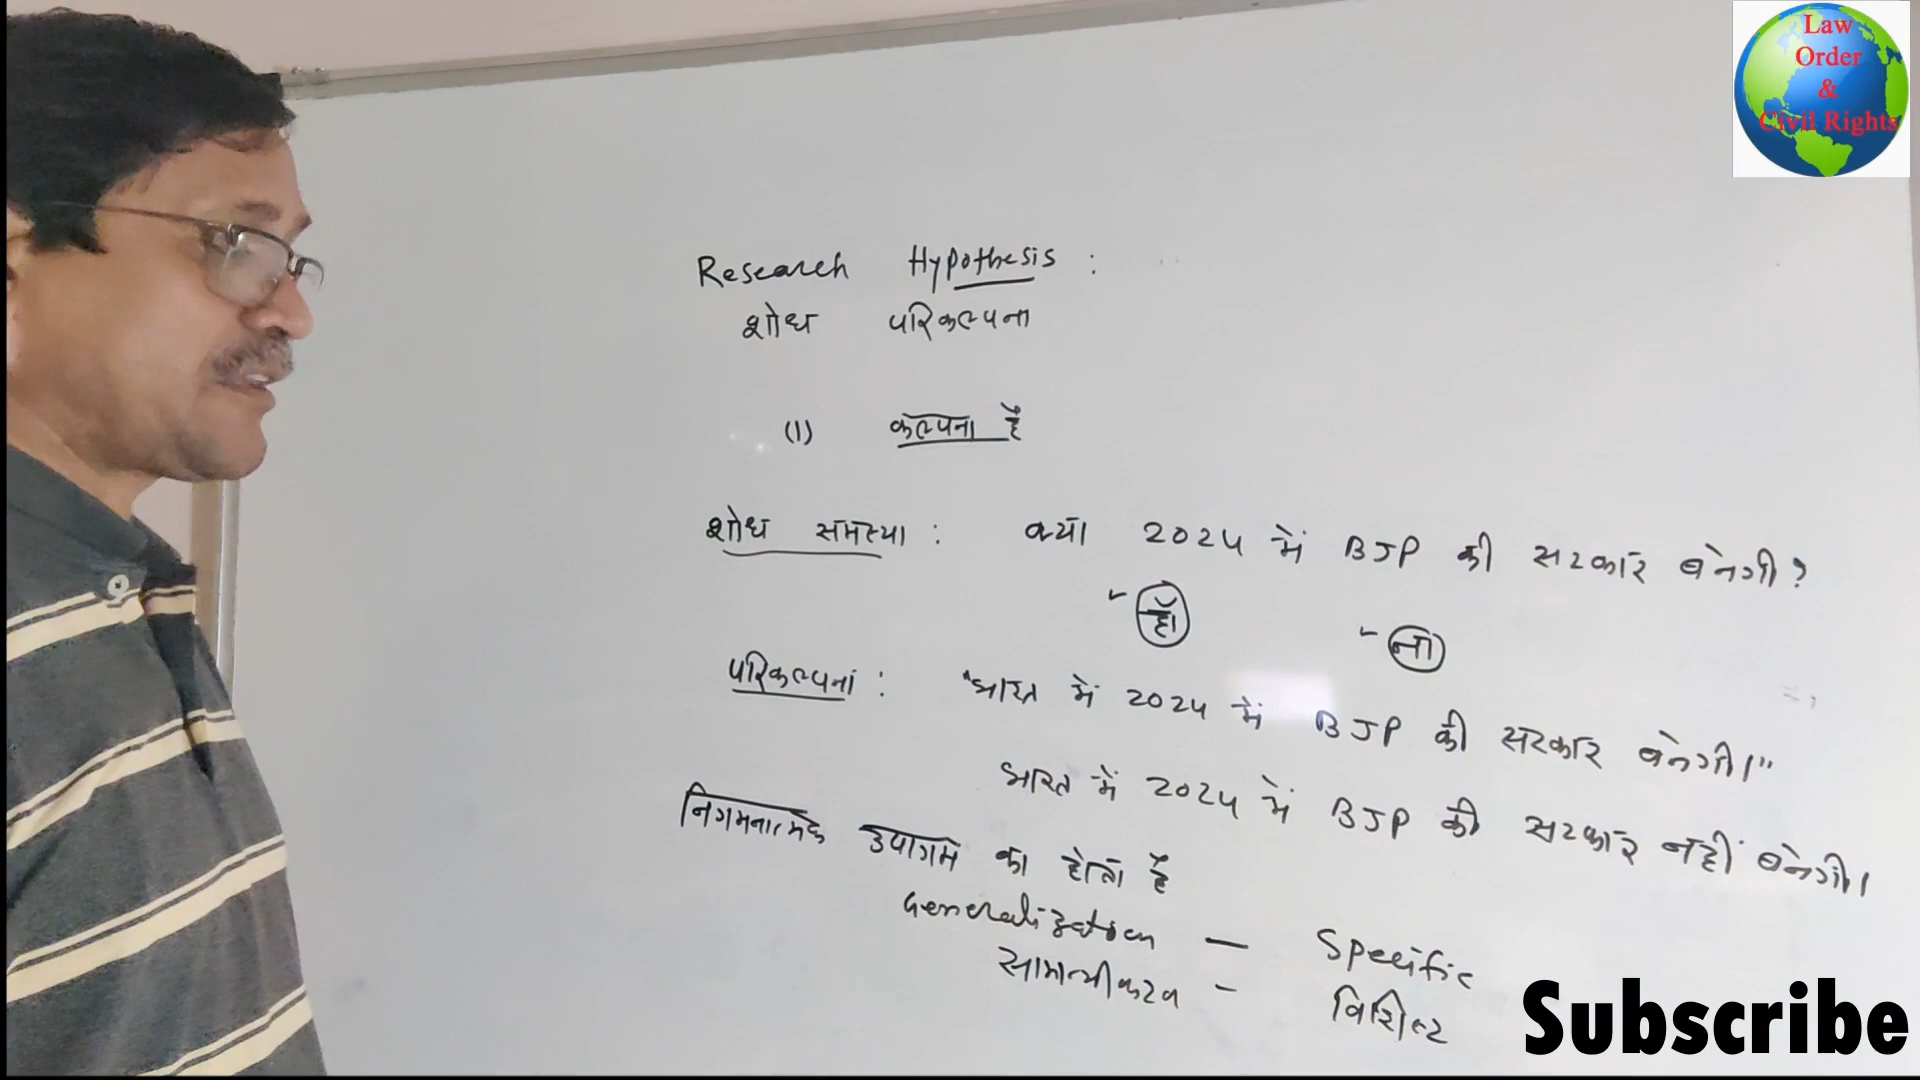 Law
Order
&
Civil Rights
Research Hypothesis :
शोध परिकल्पना
(1) कल्पना है
शोध समस्या : क्या 2024 में BJP की सरकार बनेगी ?
हाँ ना
परिकल्पना : "भारत में 2024 में BJP की सरकार बनेगी।"
भारत में 2024 में BJP की सरकार नहीं बनेगी।
निगमनात्मक उपागम का होता है
Generalization — Specific
सामान्यीकरण - विशिष्ट
Subscribe